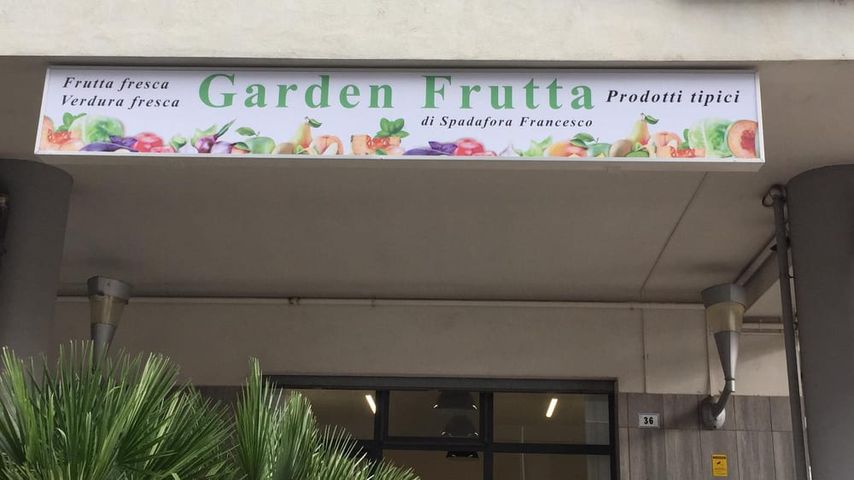 Frutta fresca
Verdura fresca
Garden Frutta
di Spadafora Francesco
Prodotti tipici
36